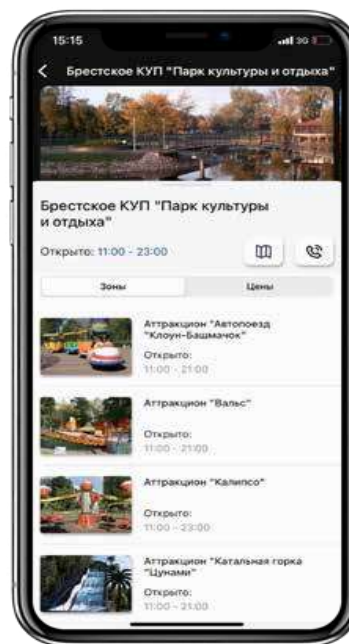 15:15
3G
Брестское КУП "Парк культуры и отдыха"
Брестское КУП "Парк культуры
и отдыха"
Открыто: 11:00 - 23:00
Зоны
Цены
Аттракцион "Автопоезд
"Клоун-Башмачок"
Открыто:
11:00 - 21:00
Аттракцион "Вальс"
Открыто:
11:00 - 21:00
Аттракцион "Калипсо"
Открыто:
11:00 - 23:00
Аттракцион "Катальная горка
"Цунами"
Открыто:
11:00 - 21:00